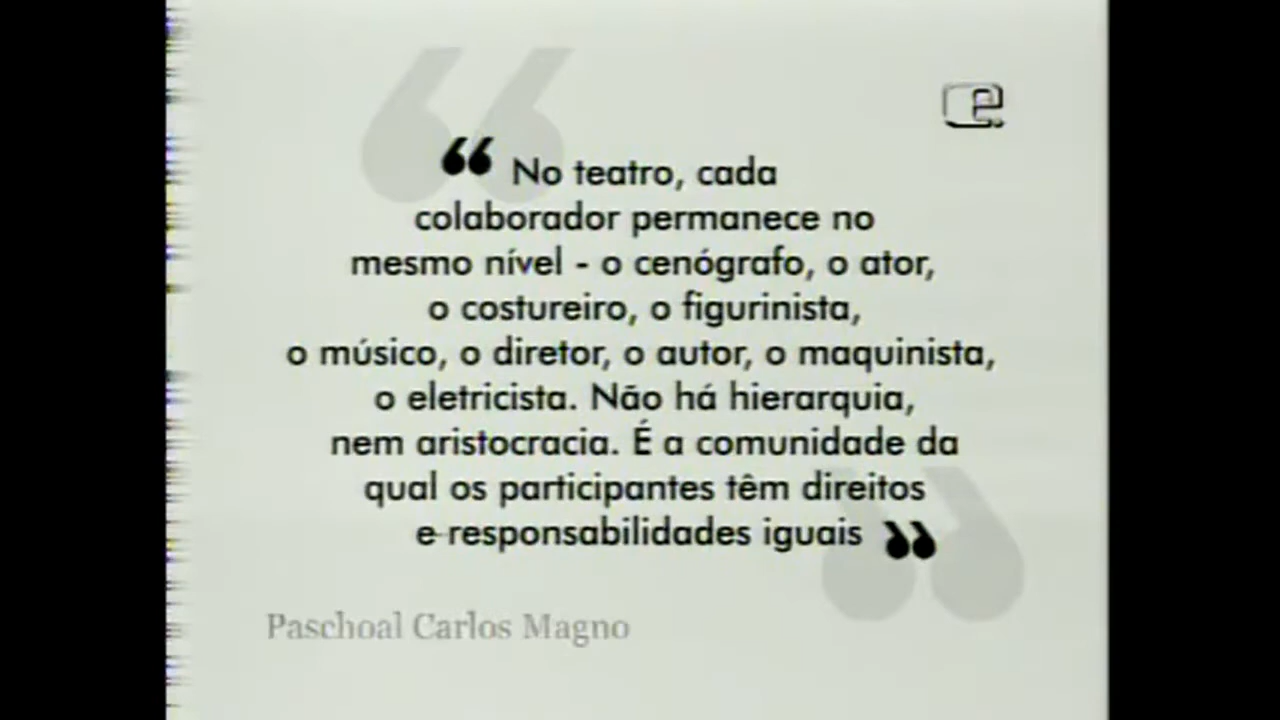 “ No teatro, cada
colaborador permanece no
mesmo nível - o cenógrafo, o ator,
o costureiro, o figurinista,
o músico, o diretor, o autor, o maquinista,
o eletricista. Não há hierarquia,
nem aristocracia. É a comunidade da
qual os participantes têm direitos
e responsabilidades iguais ”
Paschoal Carlos Magno